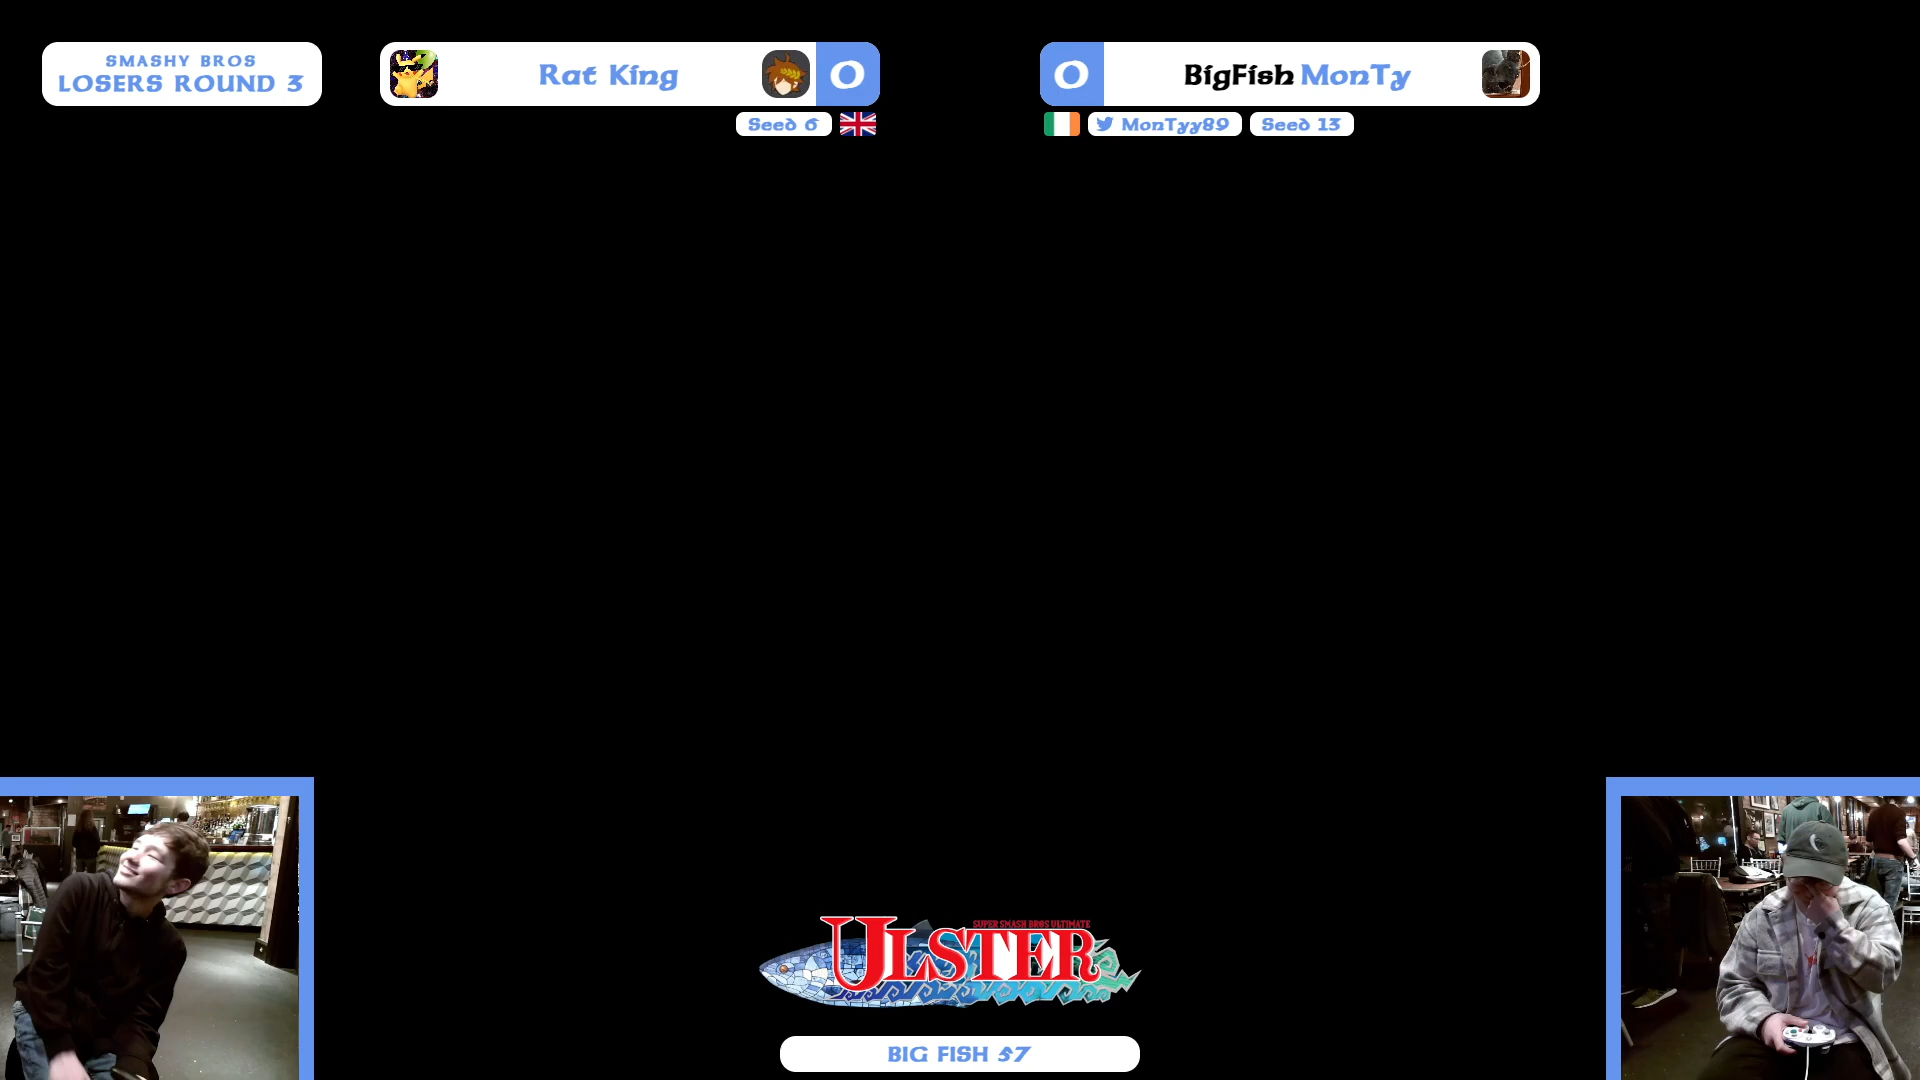 SMASHY BROS
LOSERS ROUND 3
Rat King
0
0
BigFish MonTy
Seed 6
MonTyy89
Seed 13
SUPER SMASH BROS ULTIMATE
ULSTER
BIG FISH 57